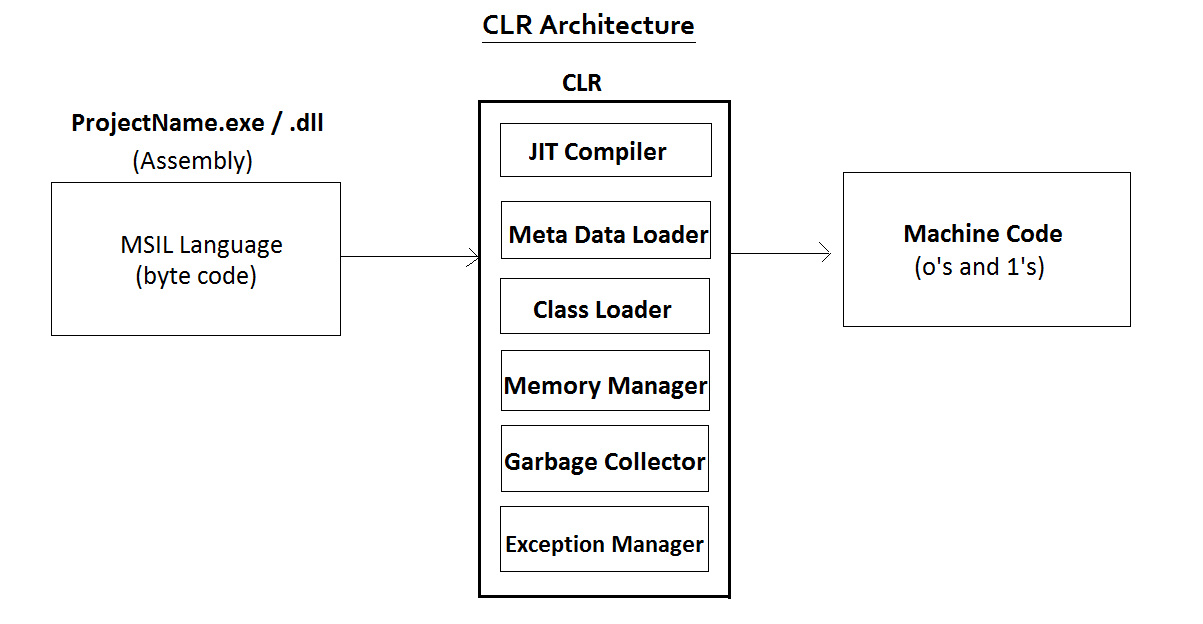 CLR Architecture
CLR
ProjectName.exe / .dll
(Assembly)
MSIL Language
(byte code)
JIT Compiler
Meta Data Loader
Class Loader
Memory Manager
Garbage Collector
Exception Manager
Machine Code
(o's and 1's)